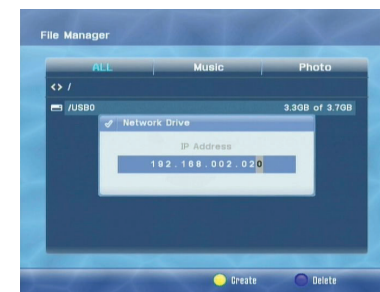 File Manager
ALL Music Photo
<> /
/USB0 3.3GB of 3.7GB
Network Drive
IP Address
192.168.002.020
Create Delete